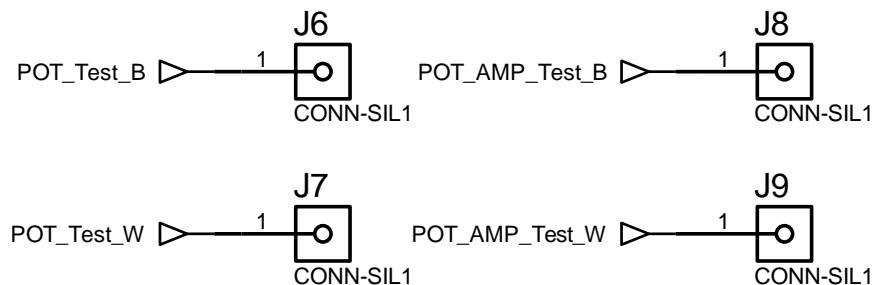 J6
J8
POT_Test_B
1
POT_AMP_Test_B
1
CONN-SIL1
CONN-SIL1
J7
J9
POT_Test_W
1
POT_AMP_Test_W
1
CONN-SIL1
CONN-SIL1